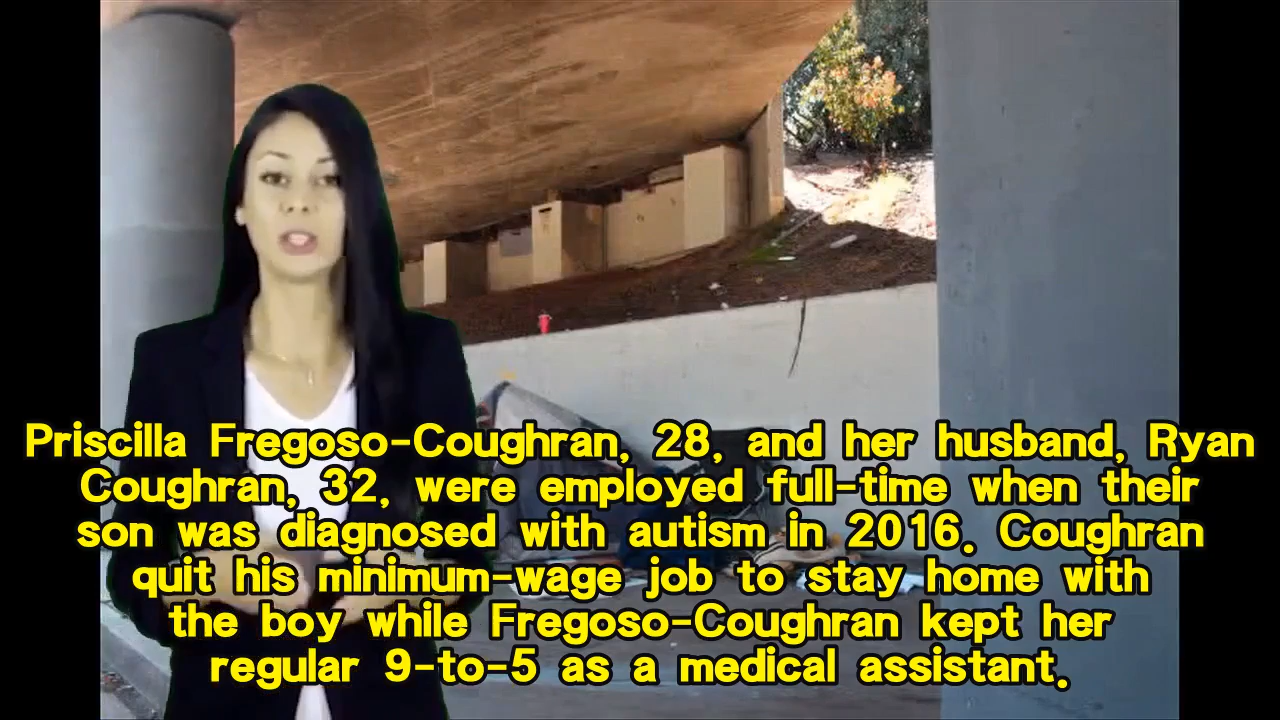 Priscilla Fregoso-Coughran, 28, and her husband, Ryan
Coughran, 32, were employed full-time when their
son was diagnosed with autism in 2016. Coughran
quit his minimum-wage job to stay home with
the boy while Fregoso-Coughran kept her
regular 9-to-5 as a medical assistant.